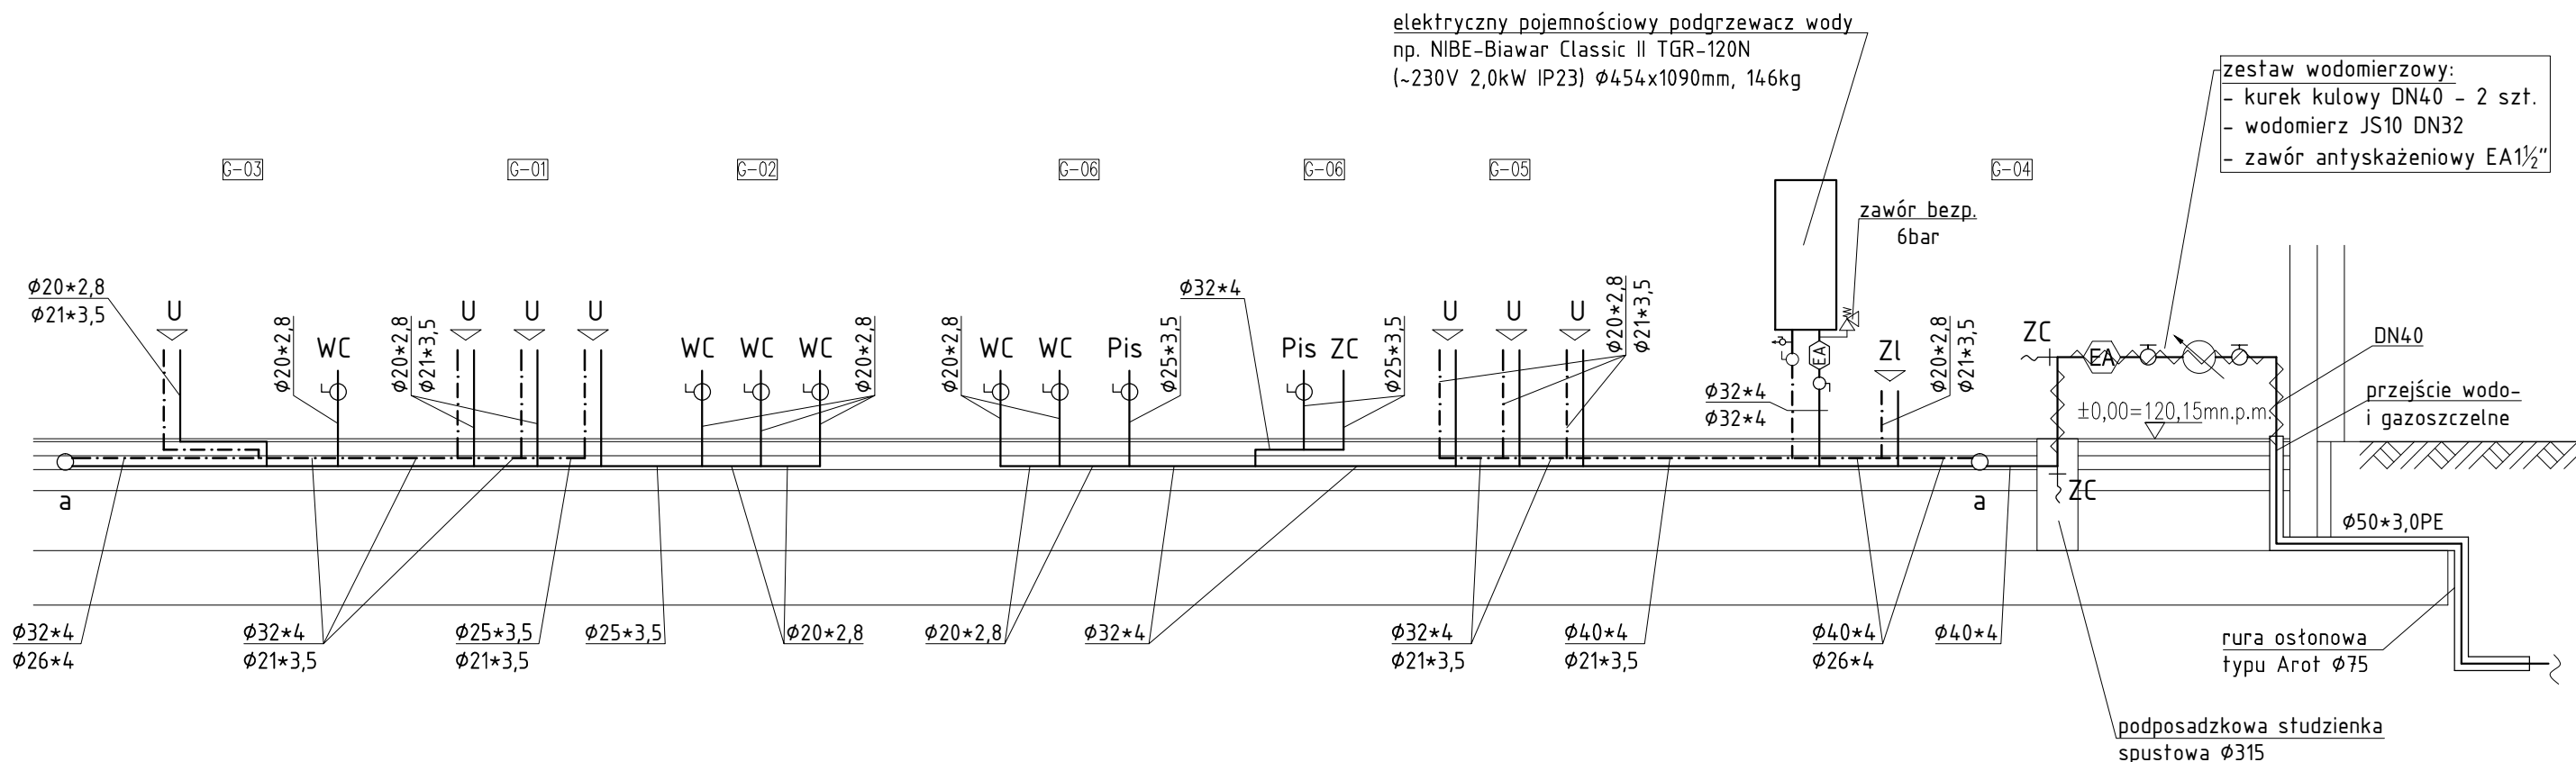 elektryczny pojemnościowy podgrzewacz wody
np. NIBE-Biawar Classic II TGR-120N
(~230V 2,0kW IP23) ϕ454x1090mm, 146kg
zestaw wodomierzowy:
- kurek kulowy DN40 - 2 szt.
- wodomierz JS10 DN32
- zawór antyskażeniowy EA1½"
G-03
G-01
G-02
G-06
G-06
G-05
G-04
zawór bezp.
6bar
ϕ20*2,8
ϕ21*3,5
U
ϕ20*2,8
WC
ϕ20*2,8
ϕ21*3,5
U
U
U
WC
WC
WC
ϕ20*2,8
ϕ20*2,8
WC
WC
Pis
ϕ25*3,5
ϕ32*4
Pis
ZC
ϕ25*3,5
U
U
U
ϕ20*2,8
ϕ21*3,5
EA
ϕ32*4
ϕ32*4
Zl
ϕ20*2,8
ϕ21*3,5
ZC
EA
DN40
przejście wodo-
i gazoszczelne
±0,00=120,15mn.p.m.
a
a
ZC
ϕ50*3,0PE
ϕ32*4
ϕ26*4
ϕ32*4
ϕ21*3,5
ϕ25*3,5
ϕ21*3,5
ϕ25*3,5
ϕ20*2,8
ϕ20*2,8
ϕ32*4
ϕ32*4
ϕ21*3,5
ϕ40*4
ϕ21*3,5
ϕ40*4
ϕ26*4
ϕ40*4
rura osłonowa
typu Arot ϕ75
podposadzkowa studzienka
spustowa ϕ315